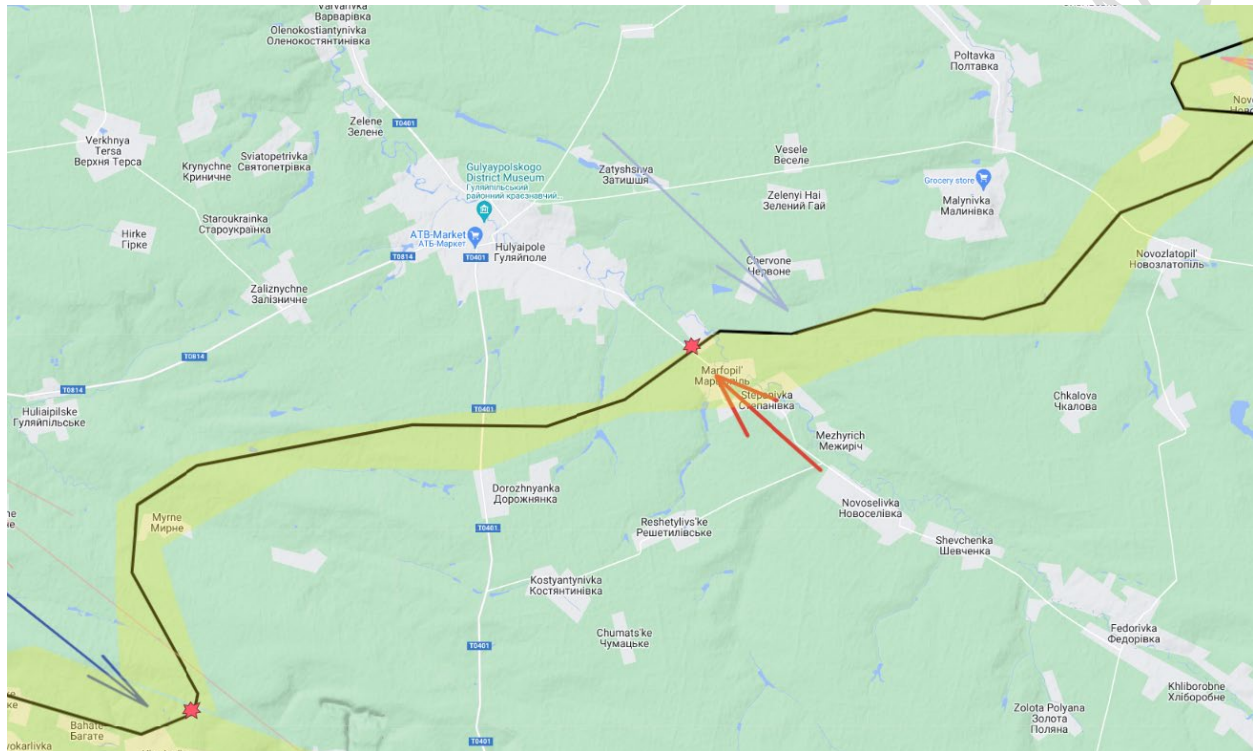 Varvarivka
Варварівка
Olenokostiantynivka
Оленокостянтинівка
Poltavka
Полтавка
Zelene
Зелене
T0401
Verkhnya
Tersa
Верхня Терса
Krynychne
Криничне
Sviatopetrivka
Святопетрівка
Gulyaypolskogo
District Museum
Гуляйпільський
районний краєзнавчий...
Zatyshshya
Затишшя
Vesele
Веселе
Grocery store
Zelenyi Hai
Зелений Гай
Malynivka
Малинівка
Staroukrainka
Староукраїнка
Hirke
Гірке
ATB-Market
АТБ-Маркет
Hulyaipole
Гуляйполе
T0814
T0401
Chervone
Червоне
Novozlatopil'
Новозлатопіль
Zaliznychne
Залізничне
T0814
T0814
Marfopil'
Stepanivka
Степанівка
Huliaipilske
Гуляйпільське
T0401
Chkalova
Чкалова
Mezhyrich
Межиріч
Dorozhnyanka
Дорожнянка
Novoselivka
Новоселівка
Myrne
Мирне
T0401
Reshetylivs'ke
Решетилівське
Shevchenka
Шевченка
Kostyantynivka
Костянтинівка
Chumats'ke
Чумацьке
T0401
Fedorivka
Федорівка
Khliborobne
Хліборобне
Zolota Polyana
Золота
Поляна
Bahate
Багате
T0401